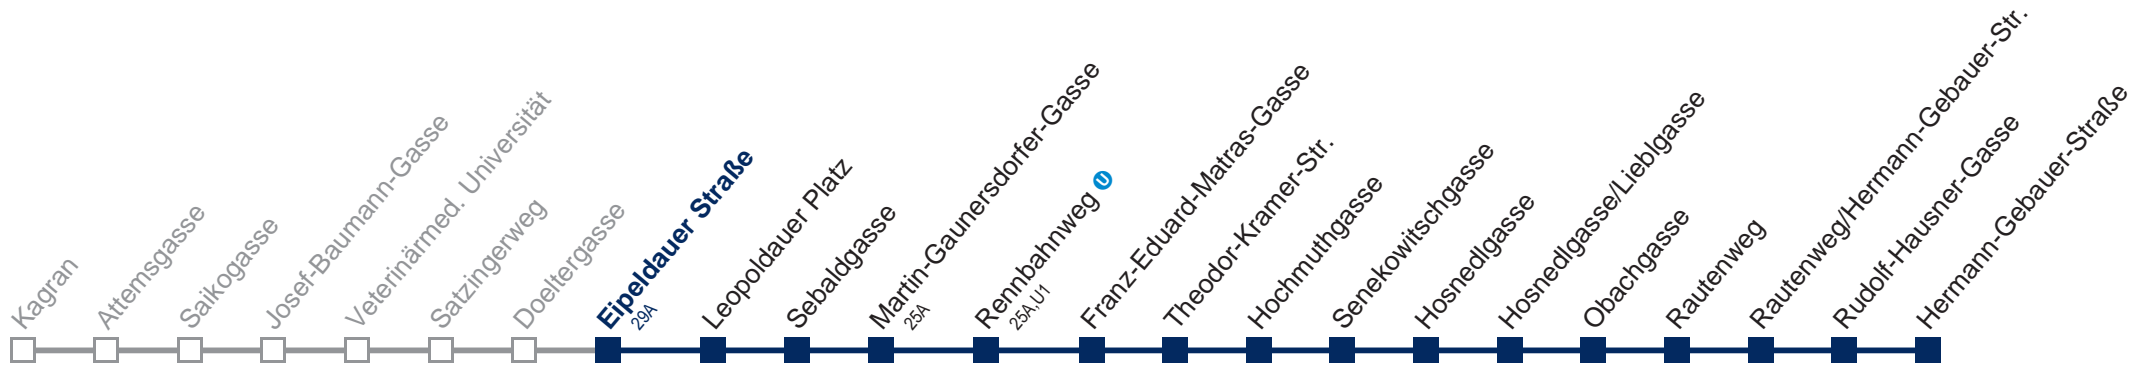 Kagran
Attemsgasse
Saikogasse
Josef-Baumann-Gasse
Veterinärmed. Universität
Satzingerweg
Doeltergasse
Eipeldauer Straße
29A
Leopoldauer Platz
Sebaldgasse
Martin-Gaunersdorfer-Gasse
25A
Rennbahnweg U
25A,U1
Franz-Eduard-Matras-Gasse
Theodor-Kramer-Str.
Hochmuthgasse
Senekowitschgasse
Hosnedlgasse
Hosnedlgasse/Lieblgasse
Obachgasse
Rautenweg
Rautenweg/Hermann-Gebauer-Str.
Rudolf-Hausner-Gasse
Hermann-Gebauer-Straße